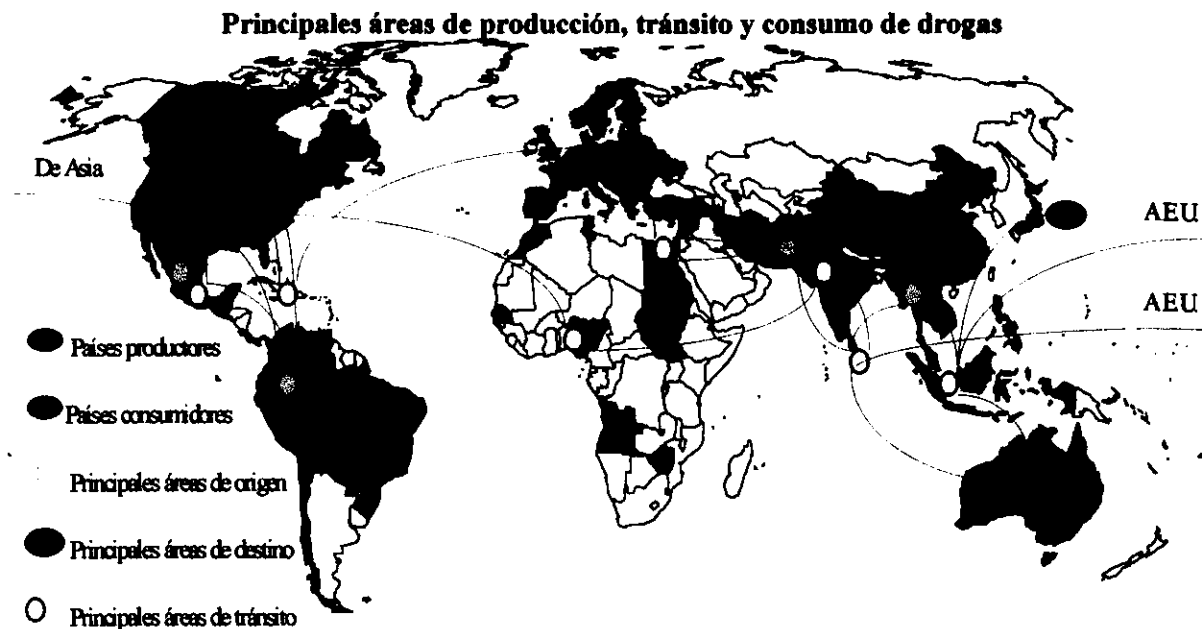 Principales áreas de producción, tránsito y consumo de drogas
De Asia
AEU
AEU
Países productores
Países consumidores
Principales áreas de origen
Principales áreas de destino
Principales áreas de tránsito